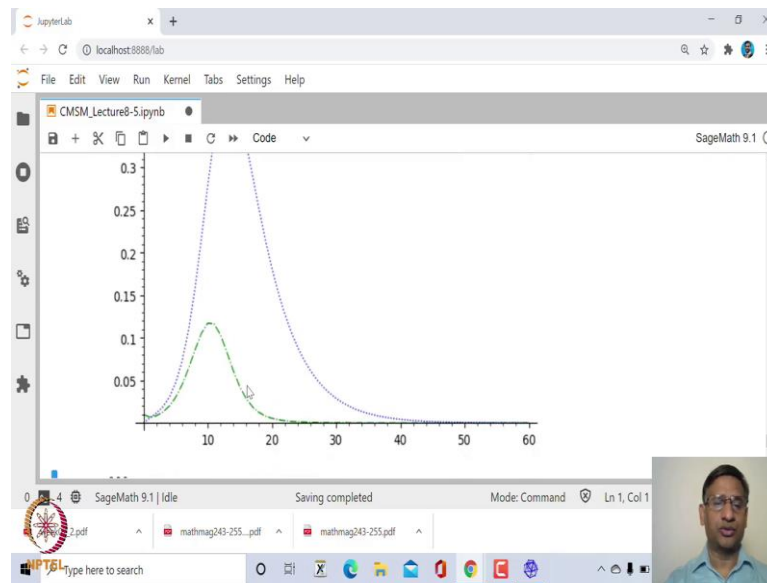 JupyterLab
localhost:8888/lab
File Edit View Run Kernel Tabs Settings Help
CMSM_Lecture8-5.ipynb
Code
SageMath 9.1
0.3
0.25
0.2
0.15
0.1
0.05
10 20 30 40 50 60
0 4 SageMath 9.1 | Idle Saving completed Mode: Command Ln 1, Col 1
_2.pdf mathmag243-255....pdf mathmag243-255.pdf
NPTEL
Type here to search